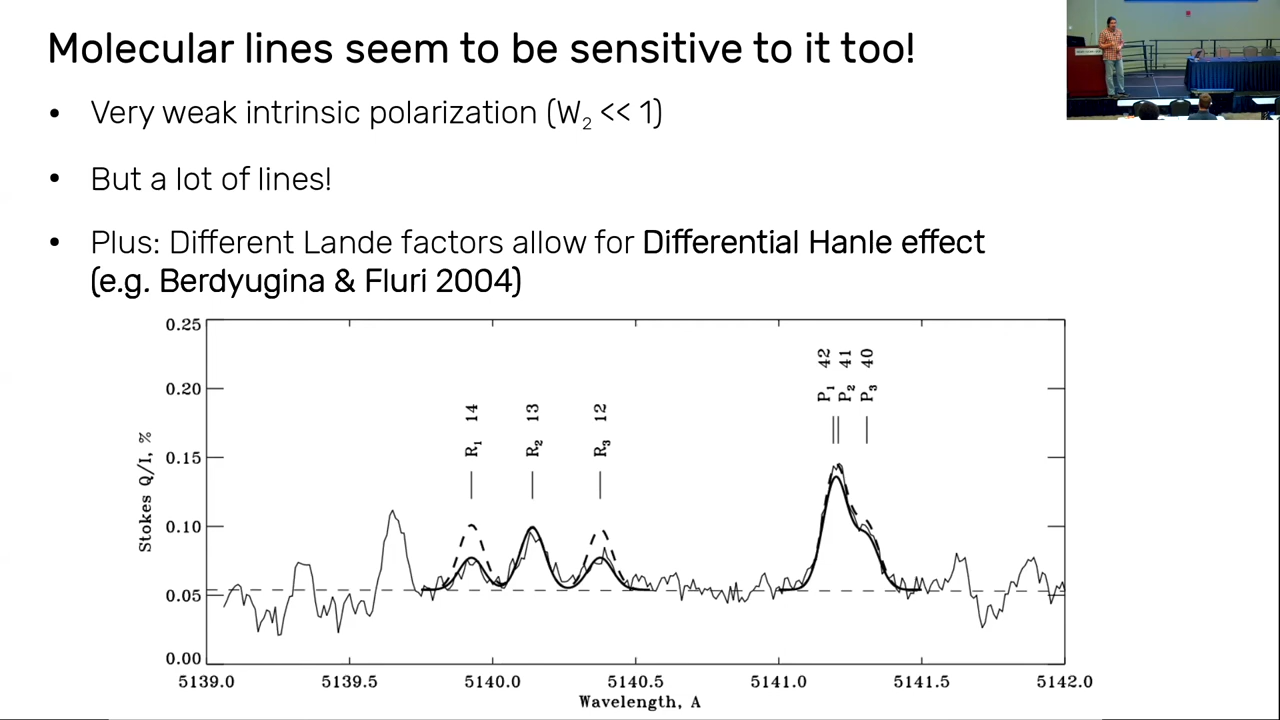 Molecular lines seem to be sensitive to it too!
• Very weak intrinsic polarization (W2 << 1)
• But a lot of lines!
• Plus: Different Lande factors allow for Differential Hanle effect
(e.g. Berdyugina & Fluri 2004)
0.25
0.20
0.15
0.10
0.05
0.00
Stokes Q/I, %
R1 14
R2 13
R3 12
P1 42
P2 41
P3 40
5139.0 5139.5 5140.0 5140.5 5141.0 5141.5 5142.0
Wavelength, A